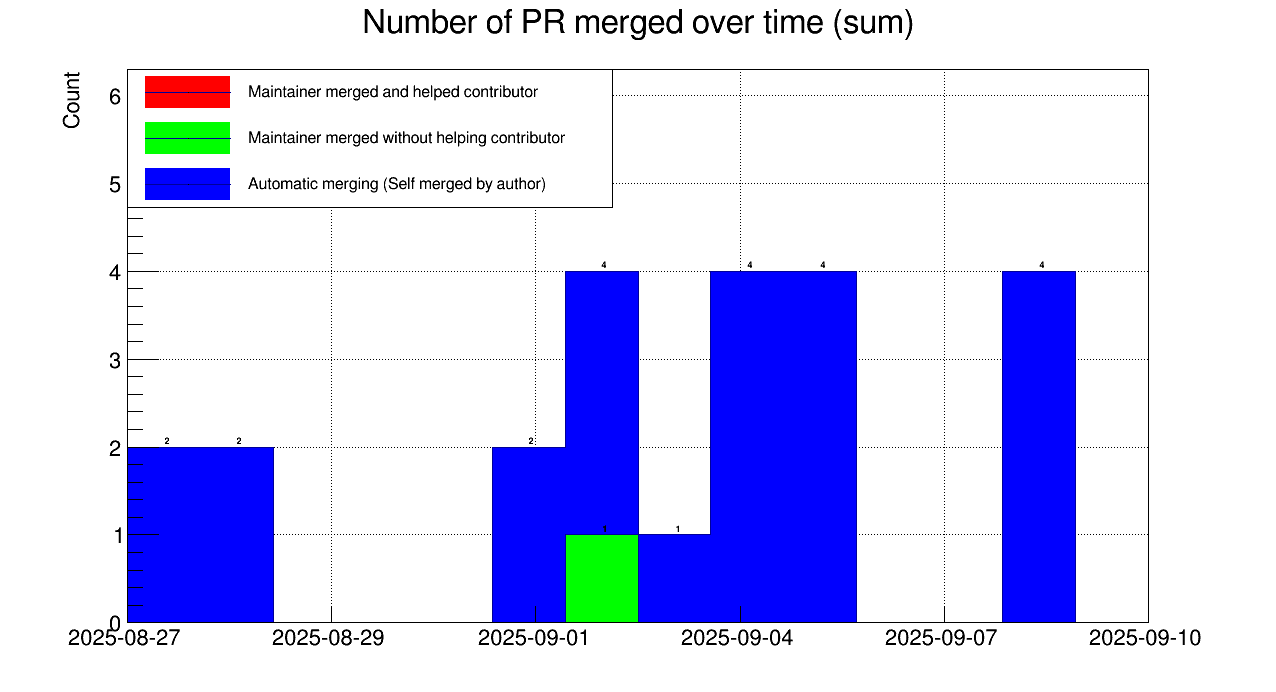 Number of PR merged over time (sum)
Count
Maintainer merged and helped contributor
Maintainer merged without helping contributor
Automatic merging (Self merged by author)
6
5
4
3
2
1
0
2 2 2 4 1 1 4 4 4
2025-08-27 2025-08-29 2025-09-01 2025-09-04 2025-09-07 2025-09-10